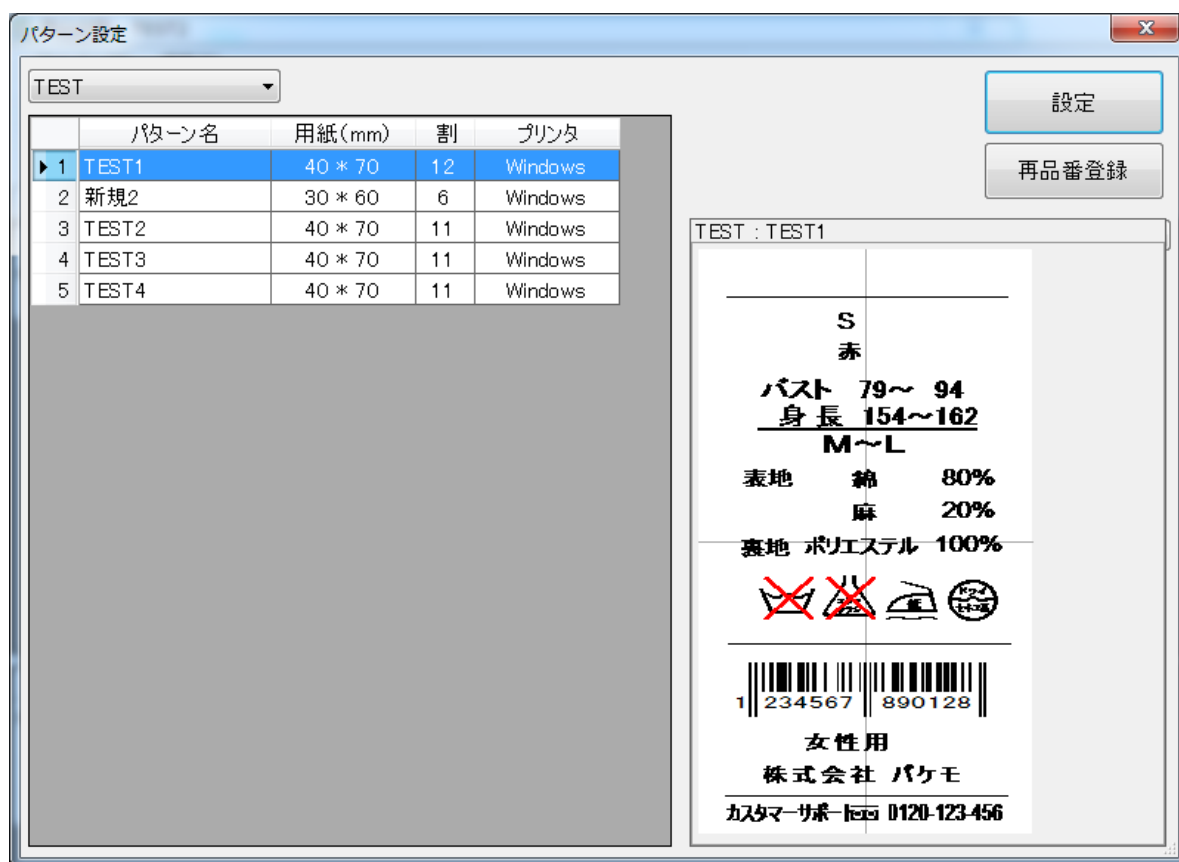 パターン設定
TEST
設定
再品番登録
パターン名 用紙(mm) 割 プリンタ
1 TEST1 40 * 70 12 Windows
2 新規2 30 * 60 6 Windows
3 TEST2 40 * 70 11 Windows
4 TEST3 40 * 70 11 Windows
5 TEST4 40 * 70 11 Windows
TEST : TEST1
S
赤
バスト 79～ 94
身長 154～162
M～L
表地 綿 80%
麻 20%
裏地 ポリエステル 100%
1 234567 890128
女性用
株式会社 パケモ
カスタマーサポート 0120-123-456